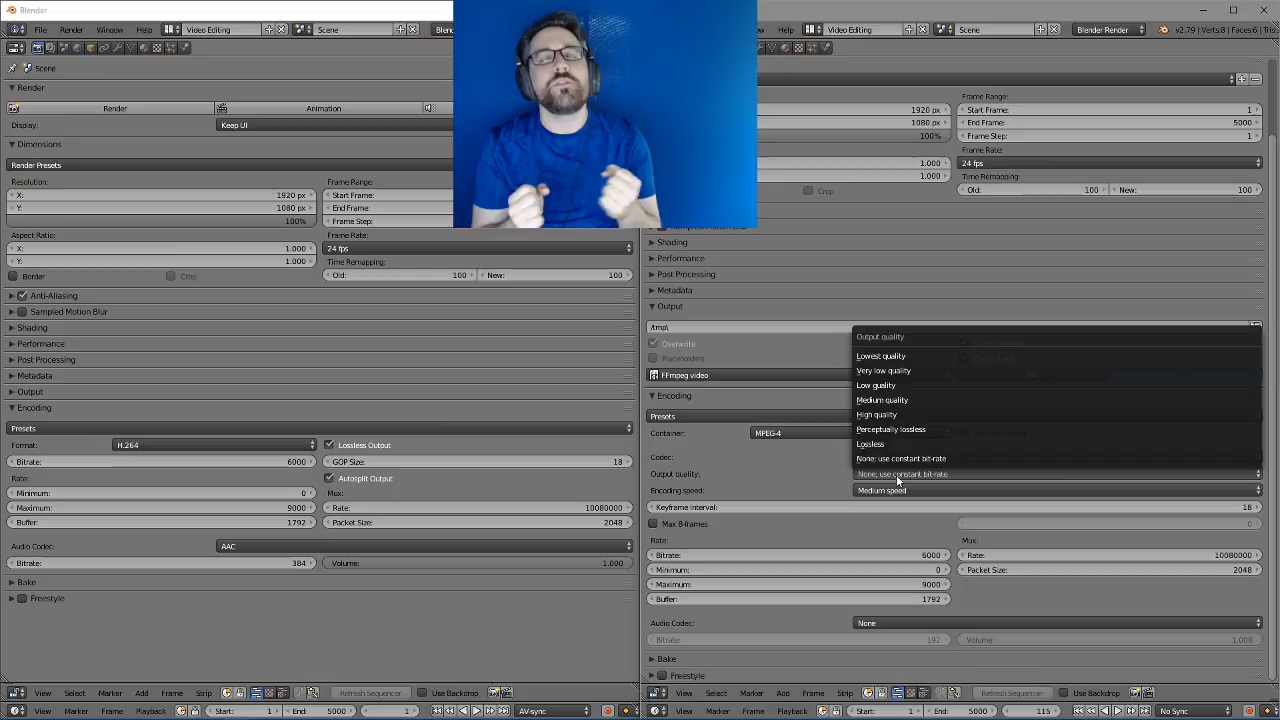 Blender
File Render Window Help Video Editing Scene Blen
Help Video Editing Scene Blender Render v2.79 | Verts:8 | Faces:6 | Tri
Scene
Render
Render Animation
Display: Keep UI
Dimensions
Render Presets
Resolution: Frame Range:
X: 1920 px Start Frame:
Y: 1080 px End Frame:
100% Frame Step:
Aspect Ratio: Frame Rate:
X: 1.000 24 fps
Y: 1.000 Time Remapping:
Border Crop Old: 100 New: 100
Anti-Aliasing
Sampled Motion Blur
Shading
Performance
Post Processing
Metadata
Output
Encoding
Presets
Format: H.264 Lossless Output
Bitrate: 6000 GOP Size: 18
Rate: Autosplit Output
Minimum: 0 Mux:
Maximum: 9000 Rate: 10080000
Buffer: 1792 Packet Size: 2048
Audio Codec: AAC
Bitrate: 384 Volume: 1.000
Bake
Freestyle
View Select Marker Add Frame Strip Refresh Sequencer Use Backdrop
View Marker Frame Playback Start: 1 End: 5000 1 AV-sync
Frame Range:
1920 px Start Frame: 1
1080 px End Frame: 5000
100% Frame Step: 1
Frame Rate:
1.000 24 fps
1.000 Time Remapping:
Crop Old: 100 New: 100
Shading
Performance
Post Processing
Metadata
Output
/tmp\
Overwrite
Placeholders
FFmpeg video
Encoding
Presets
Container: MPEG-4
Codec:
Output quality
Lowest quality
Very low quality
Low quality
Medium quality
High quality
Perceptually lossless
Lossless
None; use constant bit-rate
Output quality: None; use constant bit-rate
Encoding speed: Medium speed
Keyframe interval: 18
Max B-frames 0
Rate: Mux:
Bitrate: 6000 Rate: 10080000
Minimum: 0 Packet Size: 2048
Maximum: 9000
Buffer: 1792
Audio Codec: None
Bitrate: 192 Volume: 1.000
Bake
Freestyle
View Select Marker Add Frame Strip Refresh Sequencer Use Backdrop
View Marker Frame Playback Start: 1 End: 5000 115 No Sync